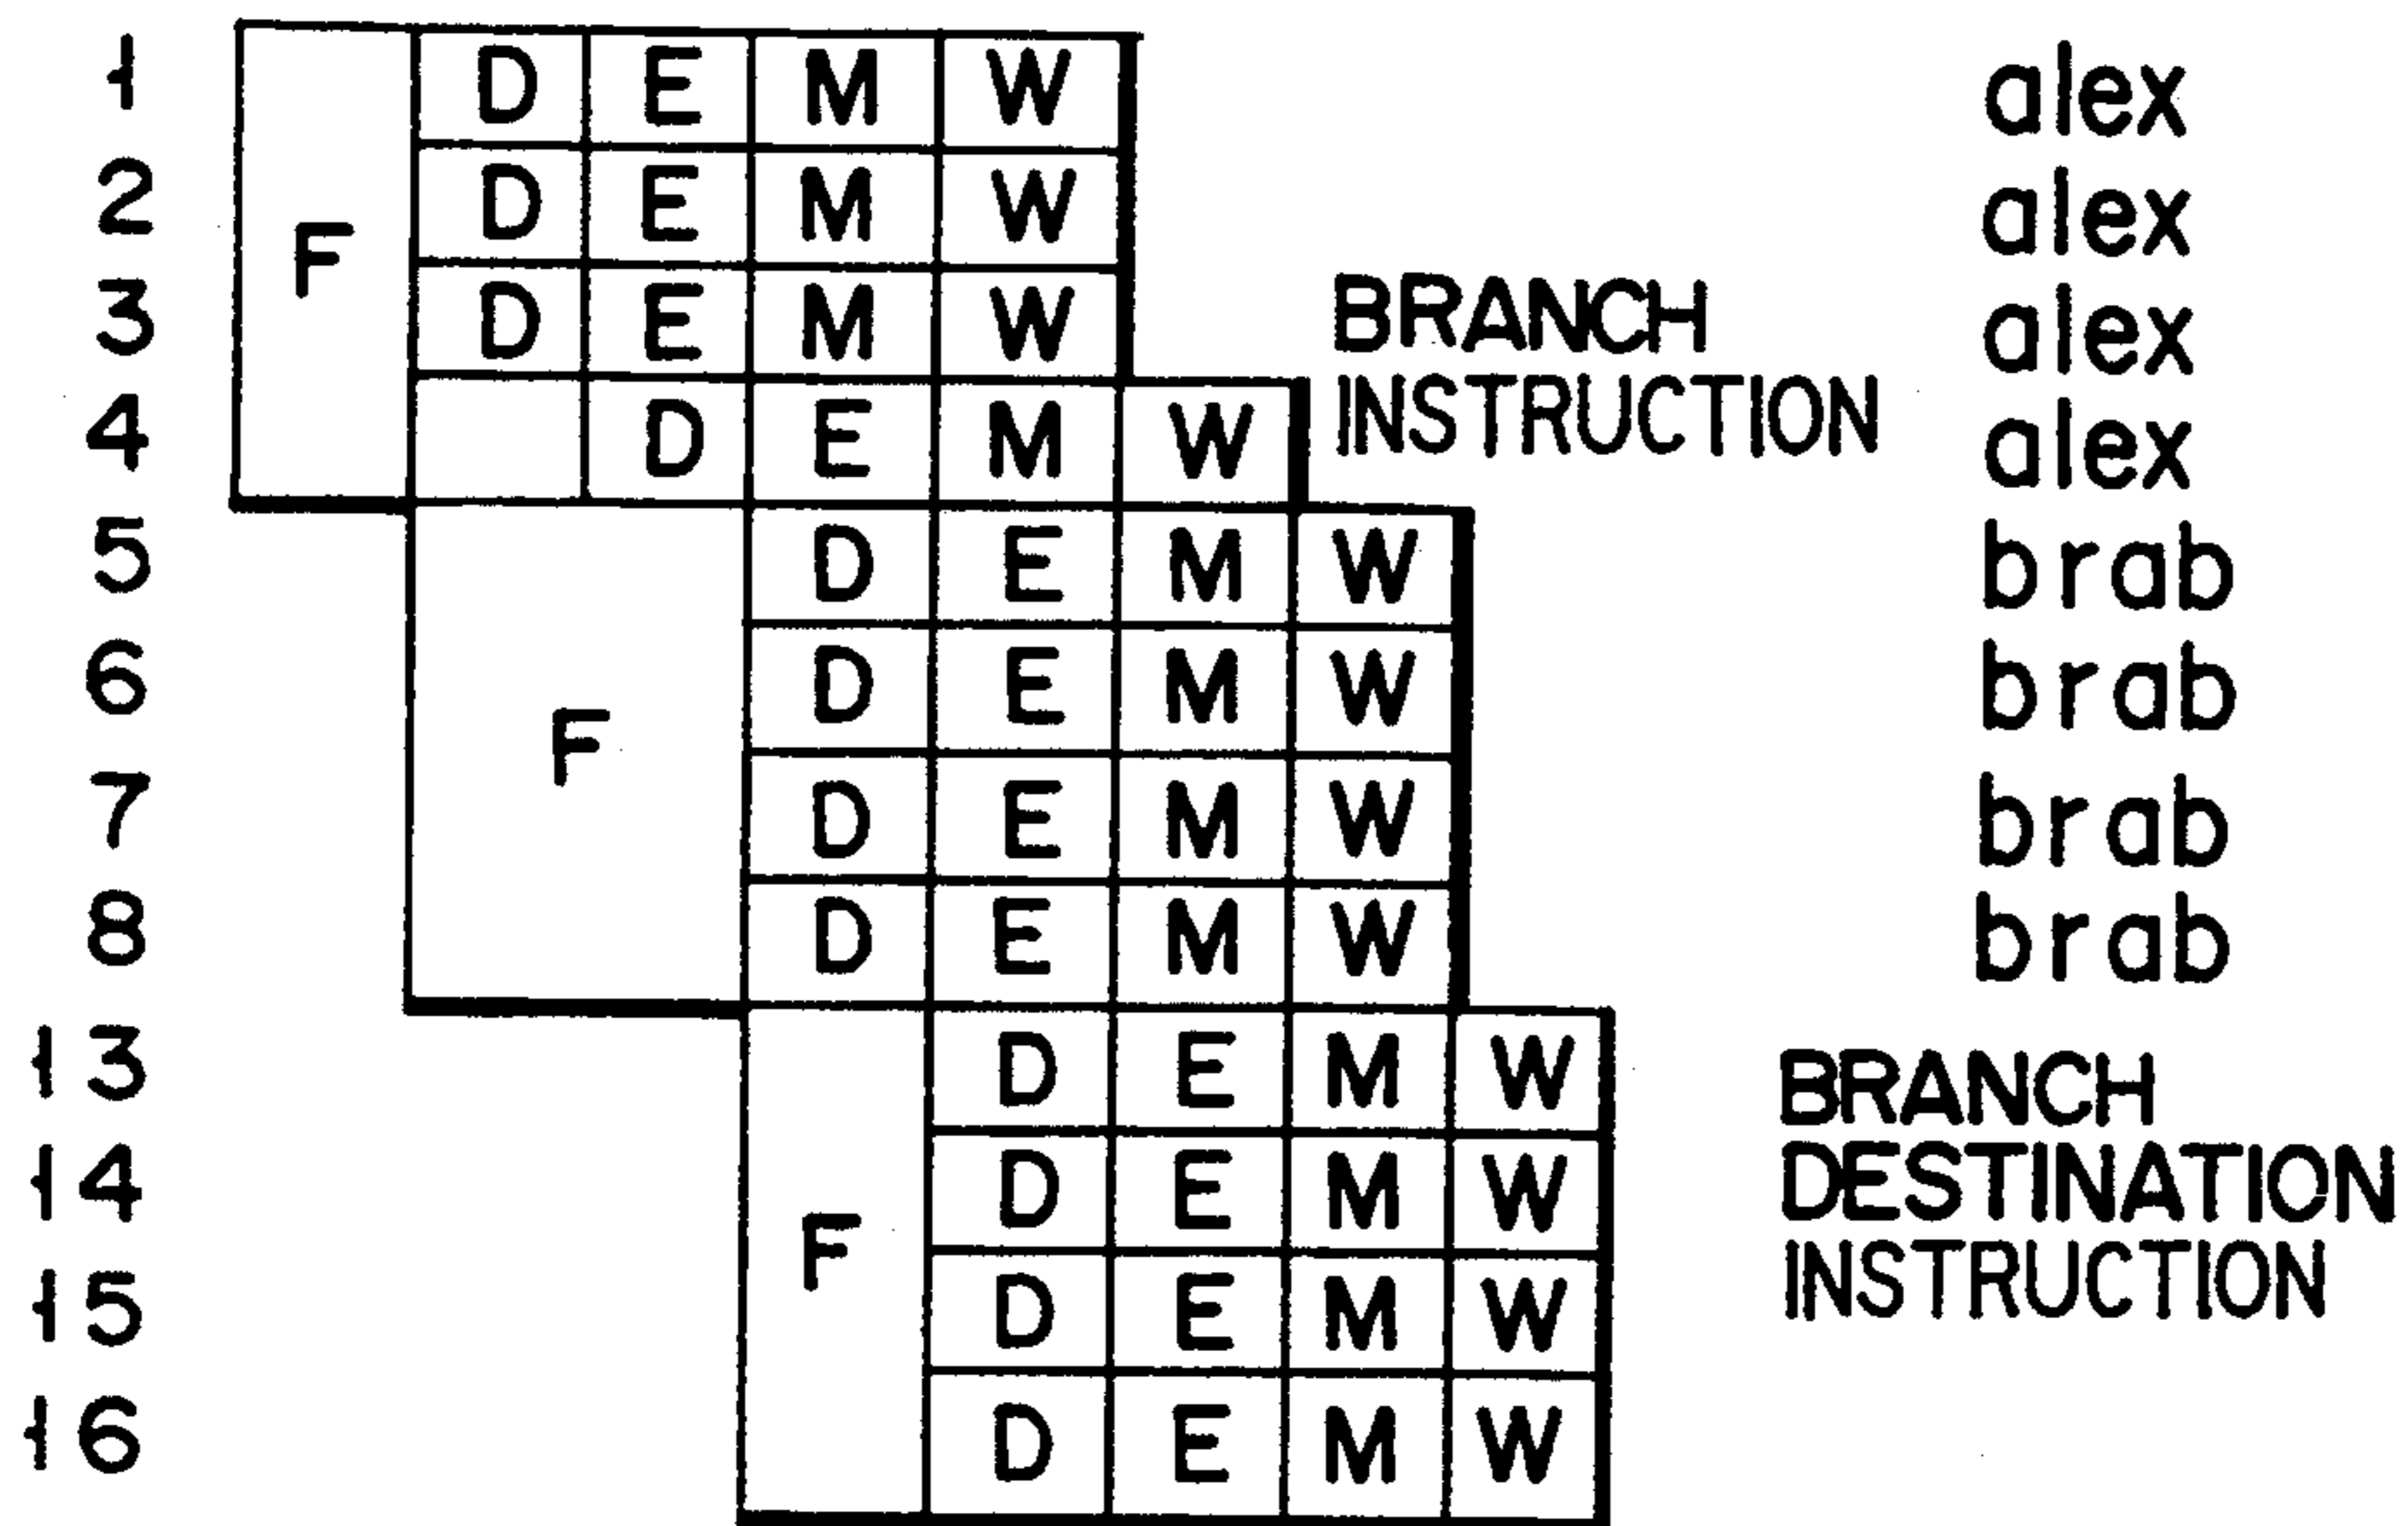 1 D E M W alex
2 D E M W alex
F
3 D E M W BRANCH alex
4 D E M W INSTRUCTION alex
5 D E M W brab
6 D E M W brab
F
7 D E M W brab
8 D E M W brab
13 D E M W BRANCH
14 D E M W DESTINATION
F
15 D E M W INSTRUCTION
16 D E M W